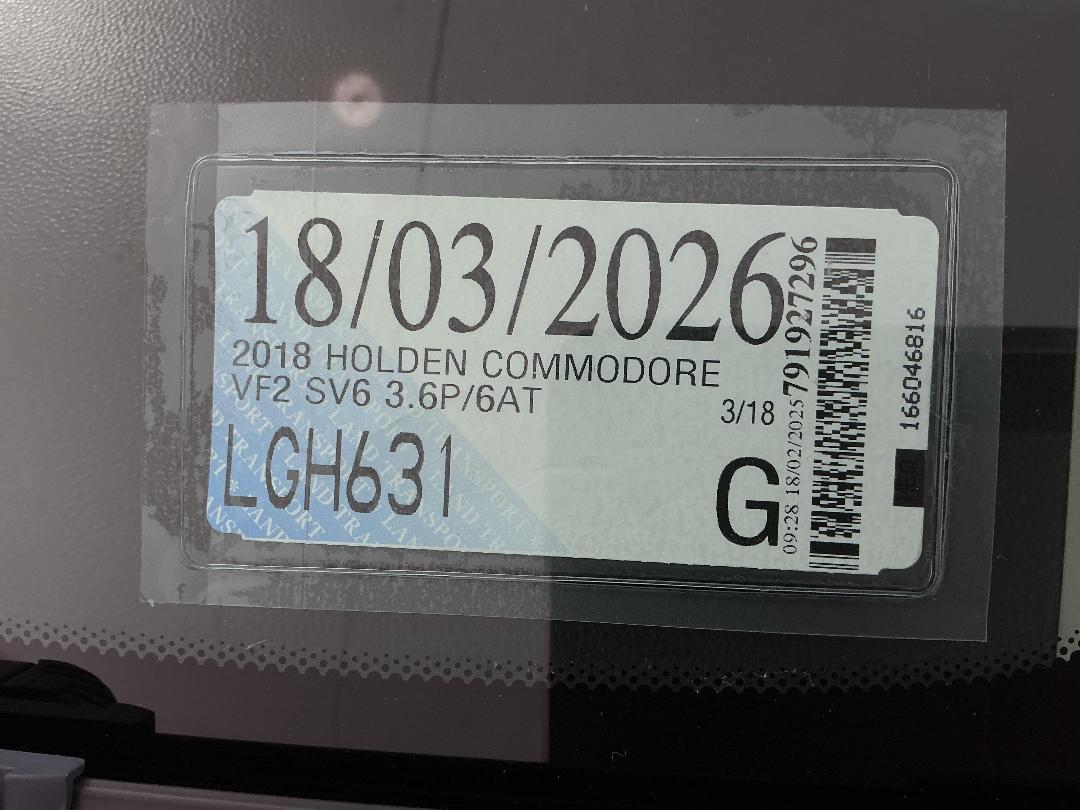 18/03/2026
2018 HOLDEN COMMODORE
VF2 SV6 3.6P/6AT
3/18
LGH631
G
09:28 18/02/2025 791927296
166046816